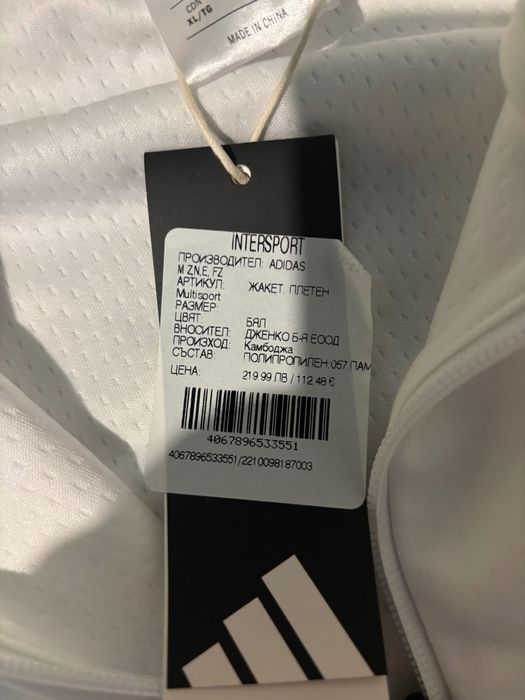 CON
XL/TG
MADE IN CHINA
INTERSPORT
ПРОИЗВОДИТЕЛ: ADIDAS
M Z.N.E. FZ
АРТИКУЛ: ЖАКЕТ, ПЛЕТЕН
Multisport
РАЗМЕР:
ЦВЯТ: БЯЛ
ВНОСИТЕЛ: ДЖЕНКО Б-Я ЕООД
ПРОИЗХОД: Камбоджа
СЪСТАВ: ПОЛИПРОПИЛЕН:057 ПАМ
ЦЕНА: 219.99 ЛВ / 112.48 €
4067896533551
4067896533551/2210098187003